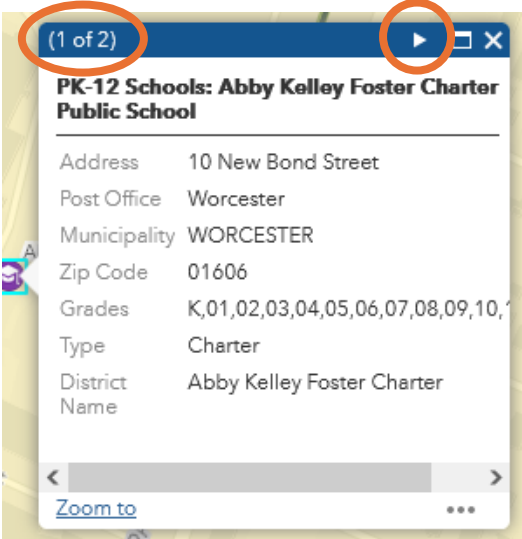 (1 of 2)
PK-12 Schools: Abby Kelley Foster Charter
Public School
Address 10 New Bond Street
Post Office Worcester
Municipality WORCESTER
Zip Code 01606
Grades K,01,02,03,04,05,06,07,08,09,10,
Type Charter
District Abby Kelley Foster Charter
Name
A
Zoom to